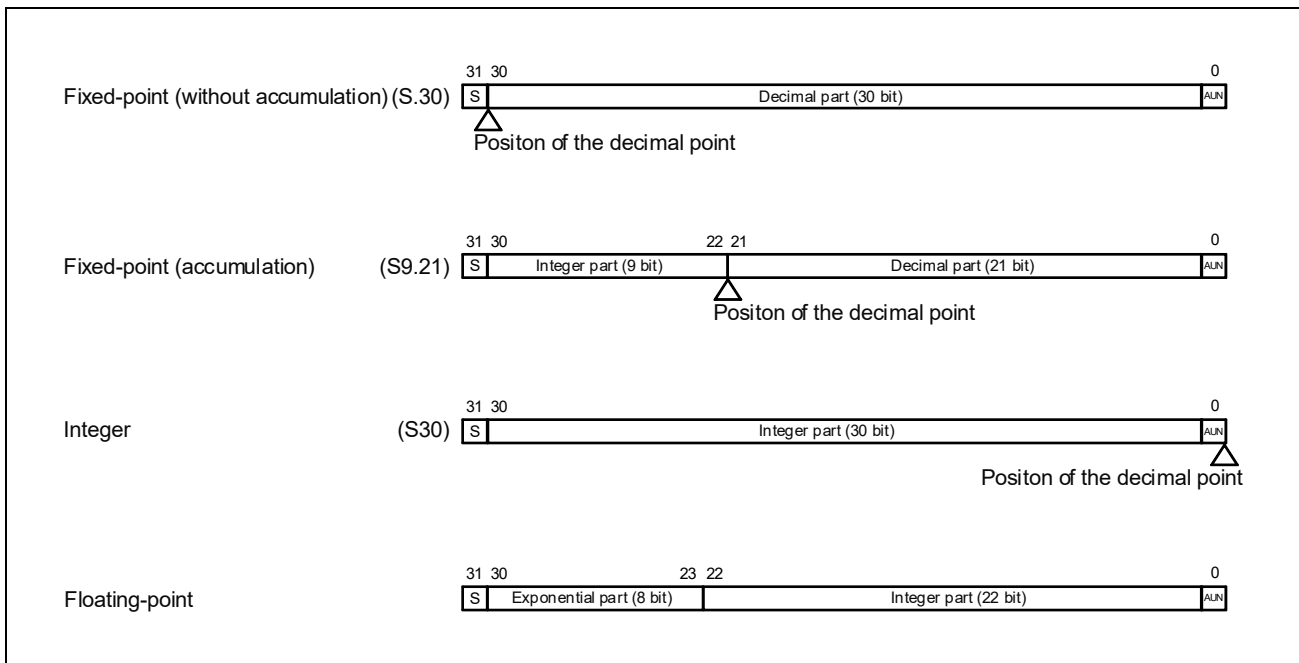 31 30 0
Fixed-point (without accumulation) (S.30) S Decimal part (30 bit) AUN
Positon of the decimal point
31 30 22 21 0
Fixed-point (accumulation) (S9.21) S Integer part (9 bit) Decimal part (21 bit) AUN
Positon of the decimal point
31 30 0
Integer (S30) S Integer part (30 bit) AUN
Positon of the decimal point
31 30 23 22 0
Floating-point S Exponential part (8 bit) Integer part (22 bit) AUN